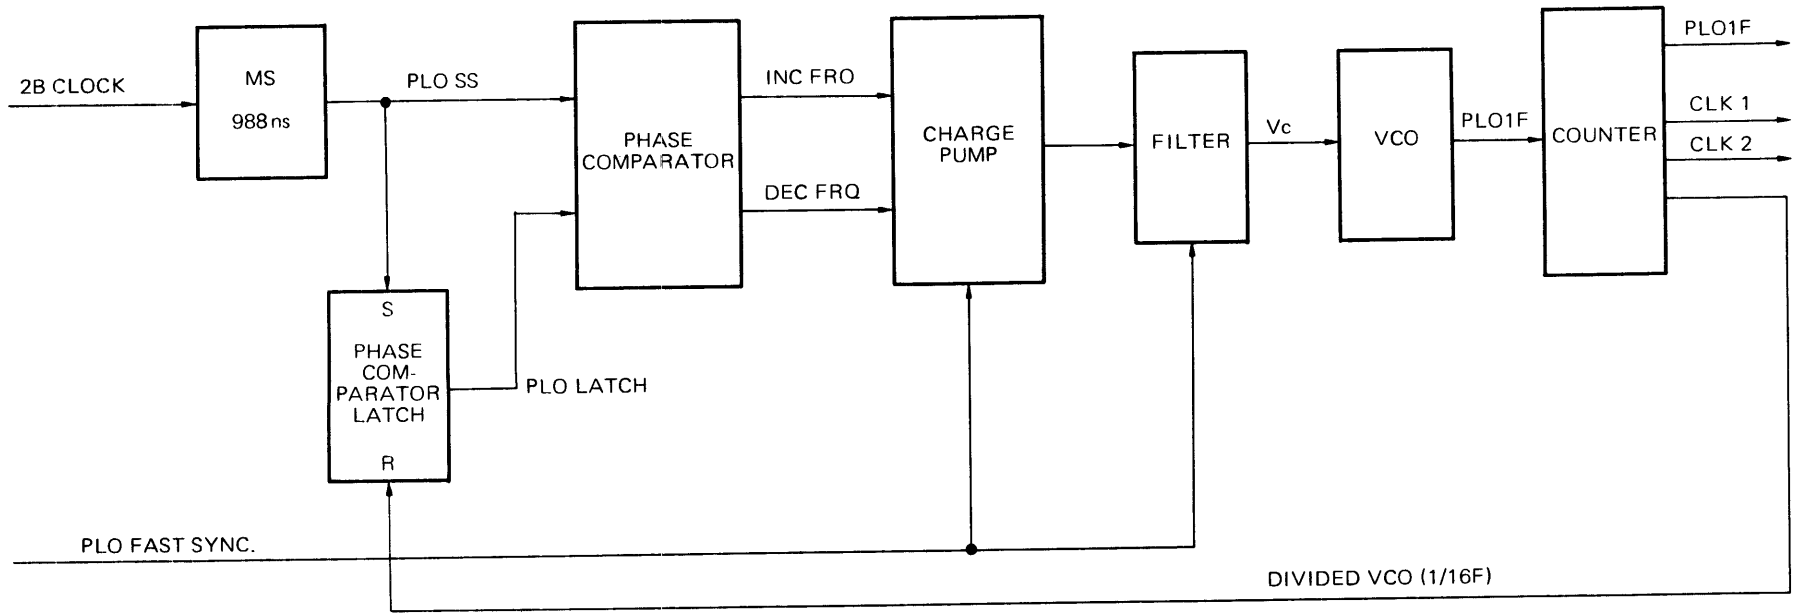 2B CLOCK
MS
988 ns
PLO SS
PHASE
COMPARATOR
INC FRO
DEC FRQ
CHARGE
PUMP
FILTER
Vc
VCO
PLO1F
COUNTER
PLO1F
CLK 1
CLK 2
S
PHASE
COM-
PARATOR
LATCH
R
PLO LATCH
PLO FAST SYNC.
DIVIDED VCO (1/16F)